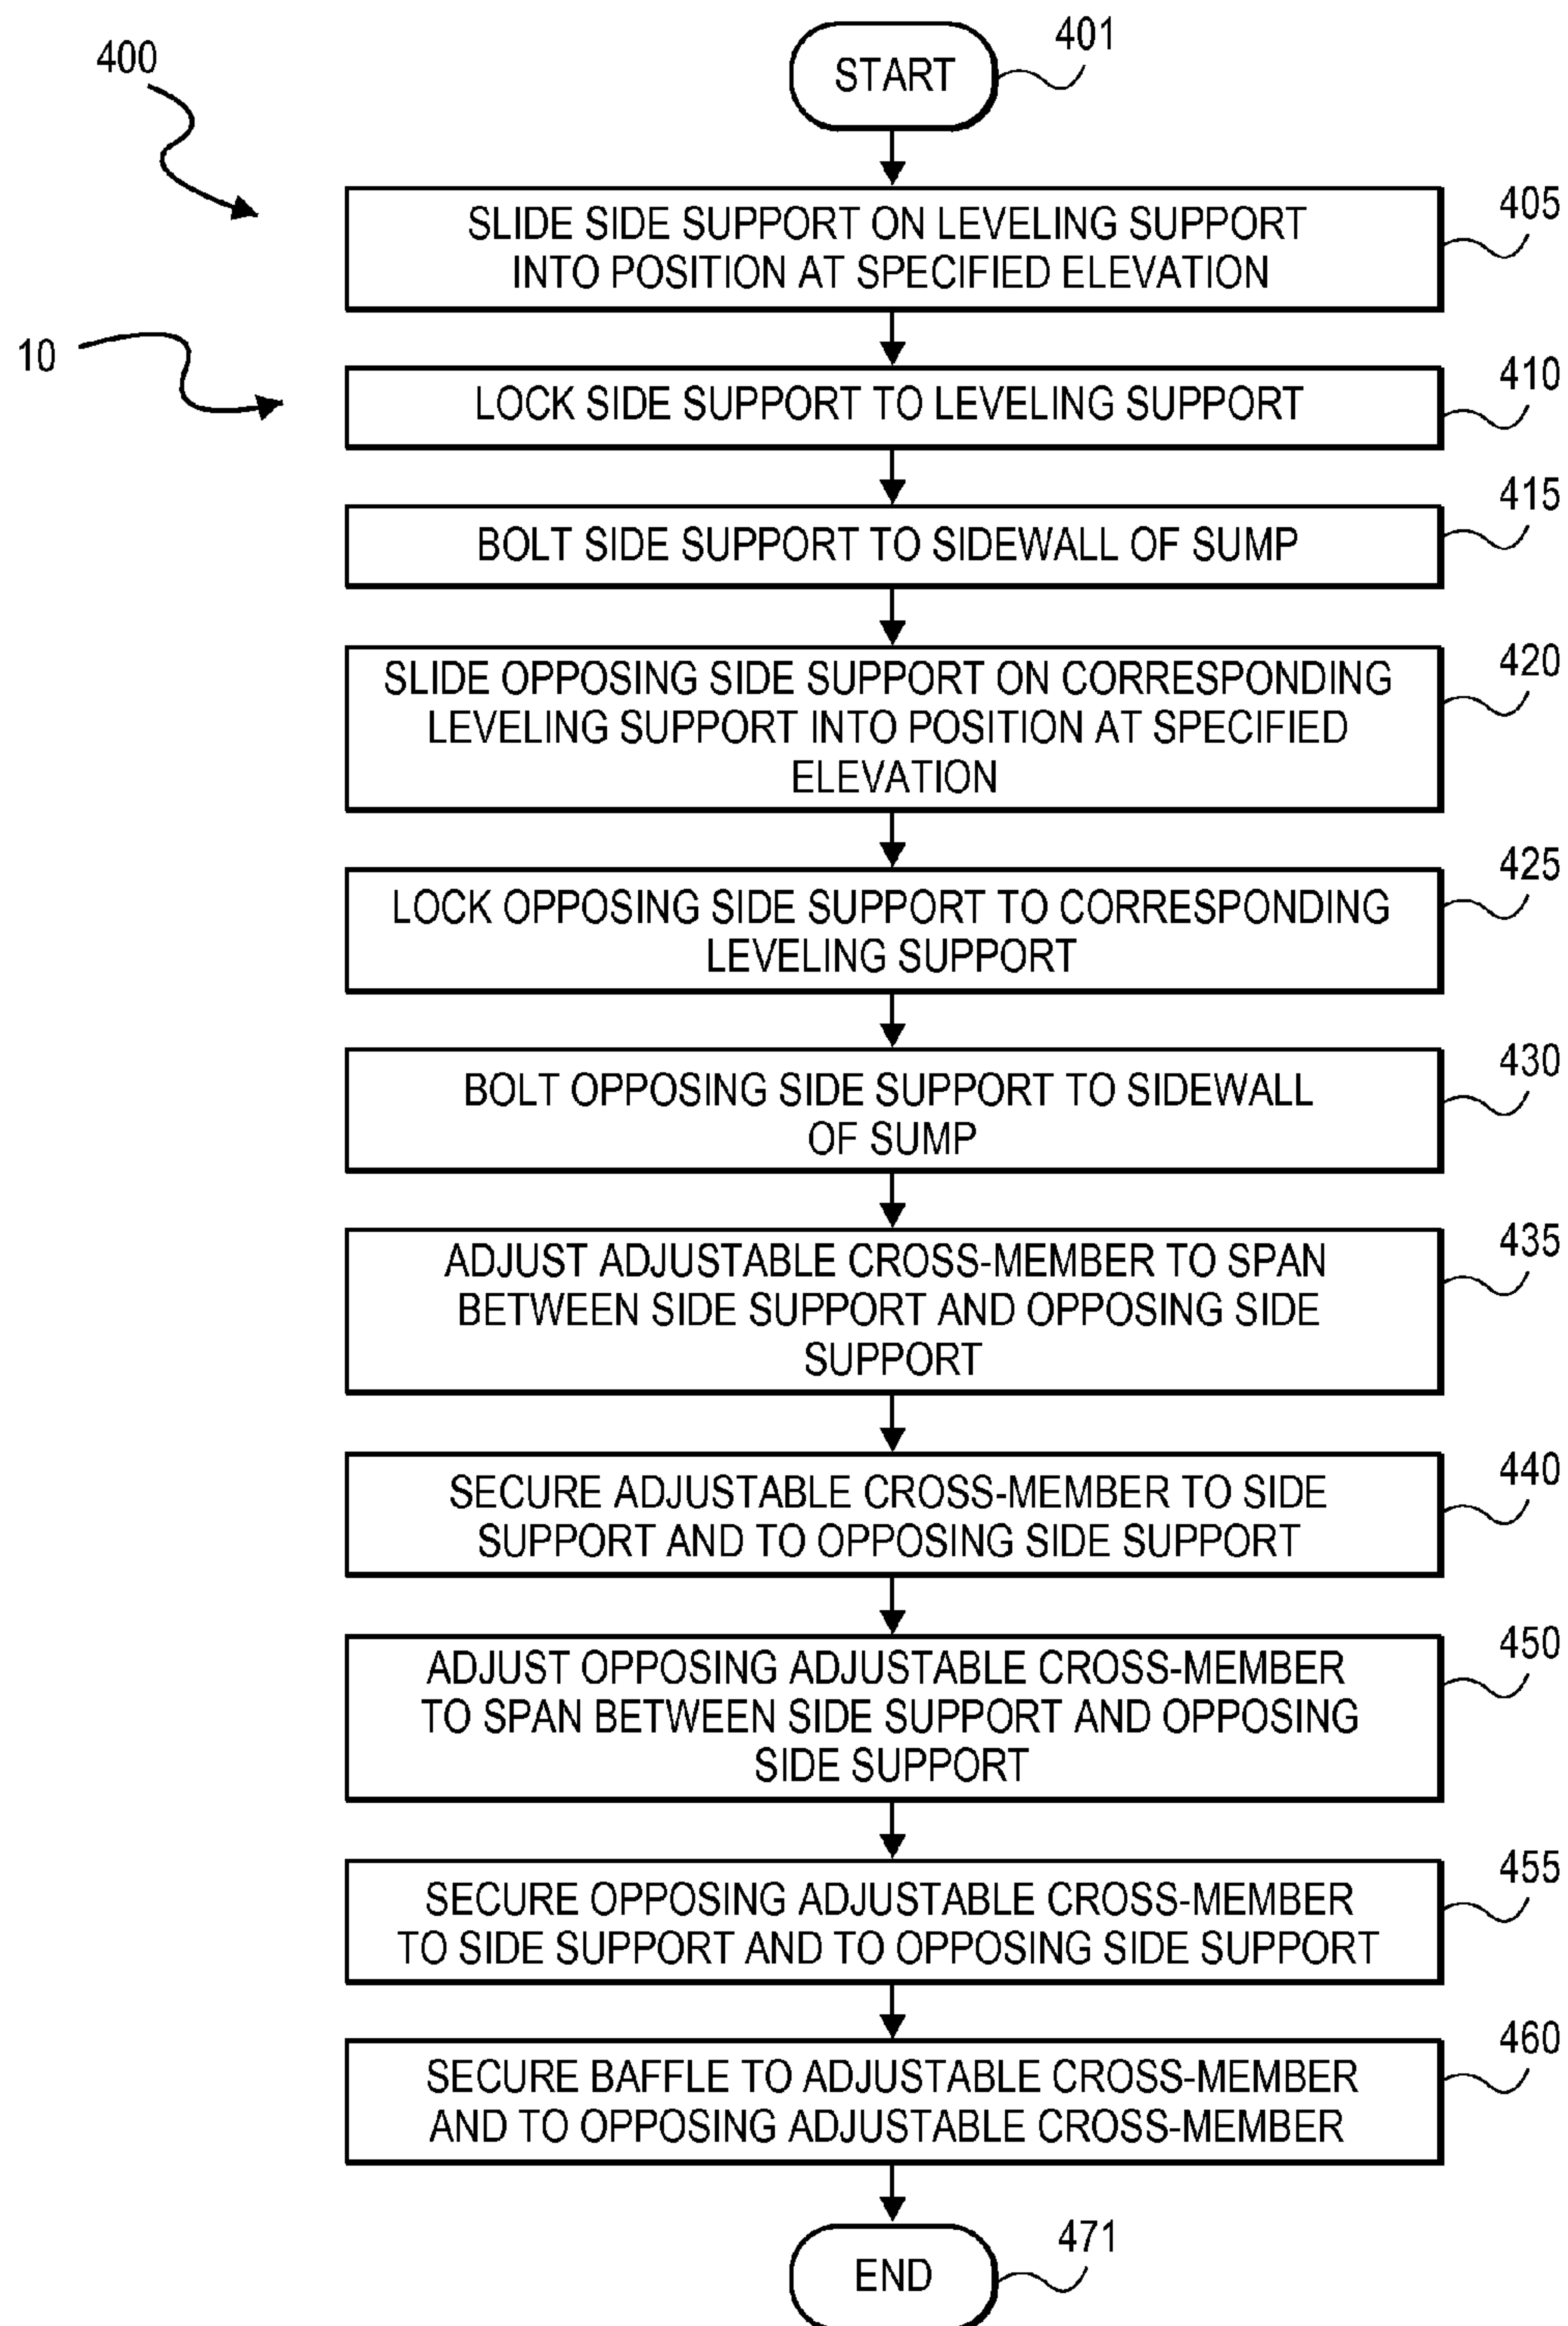 400
START
401
SLIDE SIDE SUPPORT ON LEVELING SUPPORT
INTO POSITION AT SPECIFIED ELEVATION
405
10
LOCK SIDE SUPPORT TO LEVELING SUPPORT
410
BOLT SIDE SUPPORT TO SIDEWALL OF SUMP
415
SLIDE OPPOSING SIDE SUPPORT ON CORRESPONDING
LEVELING SUPPORT INTO POSITION AT SPECIFIED
ELEVATION
420
LOCK OPPOSING SIDE SUPPORT TO CORRESPONDING
LEVELING SUPPORT
425
BOLT OPPOSING SIDE SUPPORT TO SIDEWALL
OF SUMP
430
ADJUST ADJUSTABLE CROSS-MEMBER TO SPAN
BETWEEN SIDE SUPPORT AND OPPOSING SIDE
SUPPORT
435
SECURE ADJUSTABLE CROSS-MEMBER TO SIDE
SUPPORT AND TO OPPOSING SIDE SUPPORT
440
ADJUST OPPOSING ADJUSTABLE CROSS-MEMBER
TO SPAN BETWEEN SIDE SUPPORT AND OPPOSING
SIDE SUPPORT
450
SECURE OPPOSING ADJUSTABLE CROSS-MEMBER
TO SIDE SUPPORT AND TO OPPOSING SIDE SUPPORT
455
SECURE BAFFLE TO ADJUSTABLE CROSS-MEMBER
AND TO OPPOSING ADJUSTABLE CROSS-MEMBER
460
END
471